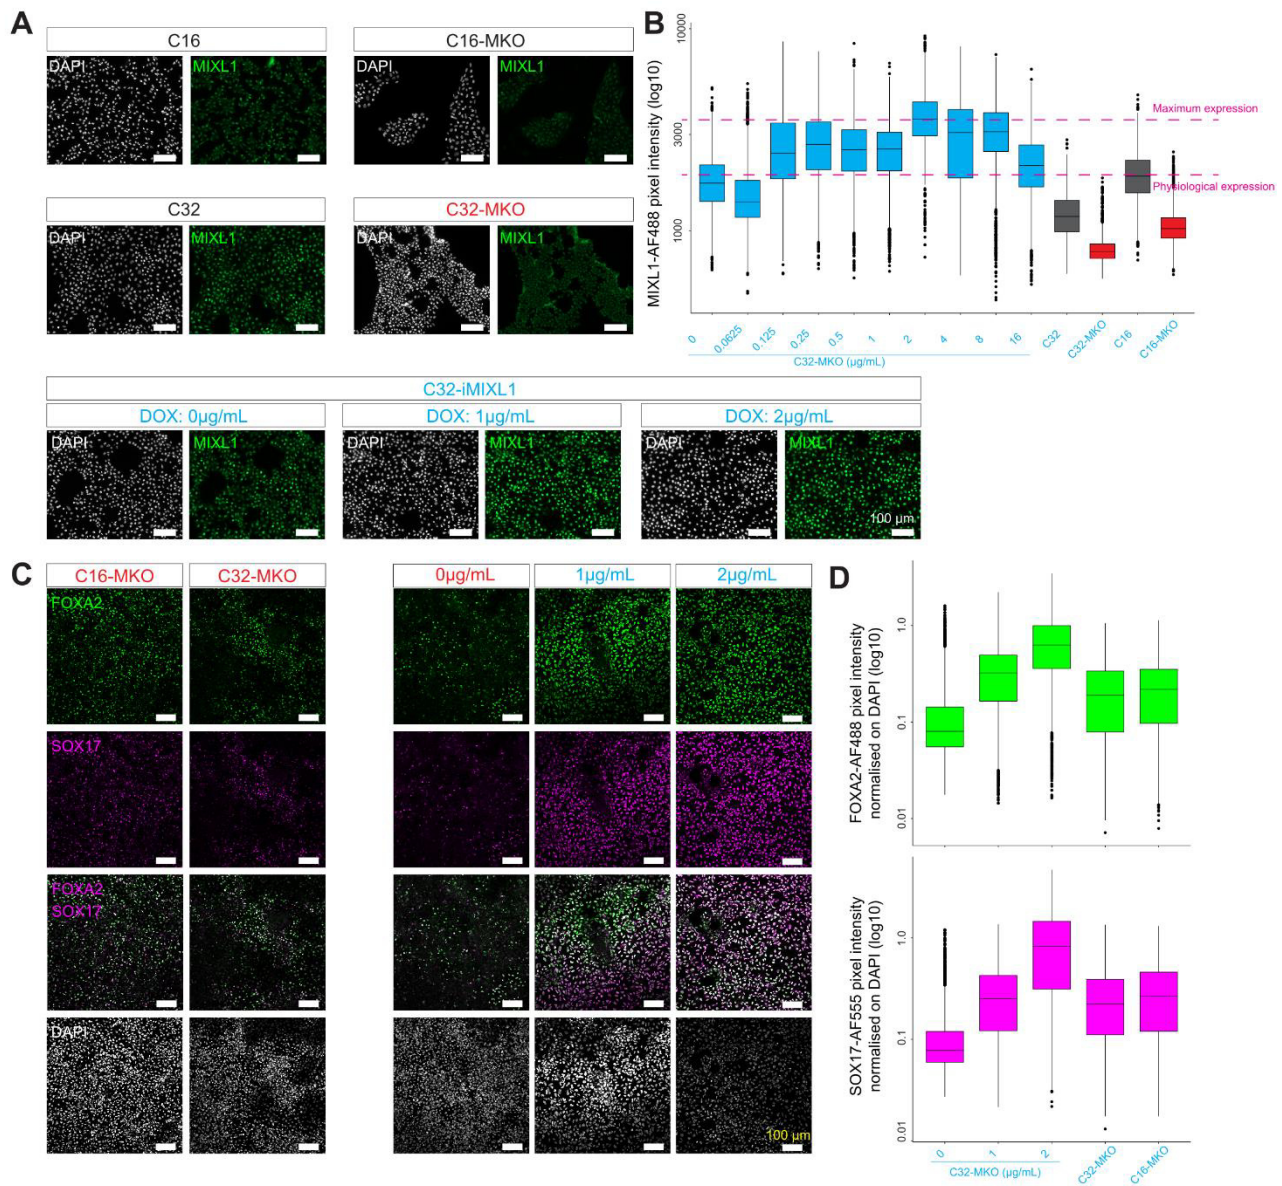 A
C16
C16-MKO
DAPI
MIXL1
DAPI
MIXL1
C32
C32-MKO
DAPI
MIXL1
DAPI
MIXL1
C32-iMIXL1
DOX: 0µg/mL
DOX: 1µg/mL
DOX: 2µg/mL
DAPI
MIXL1
DAPI
MIXL1
DAPI
MIXL1
100 µm
B
MIXL1-AF488 pixel intensity (log10)
10000
3000
1000
Maximum expression
Physiological expression
0
0.0625
0.125
0.25
0.5
1
2
4
8
16
C32
C32-MKO
C16
C16-MKO
C32-MKO (µg/mL)
C
C16-MKO
C32-MKO
0µg/mL
1µg/mL
2µg/mL
FOXA2
SOX17
FOXA2
SOX17
DAPI
100 µm
D
FOXA2-AF488 pixel intensity
normalised on DAPI (log10)
1.0
0.1
0.01
SOX17-AF555 pixel intensity
normalised on DAPI (log10)
1.0
0.1
0.01
0
1
2
C32-MKO
C16-MKO
C32-MKO (µg/mL)